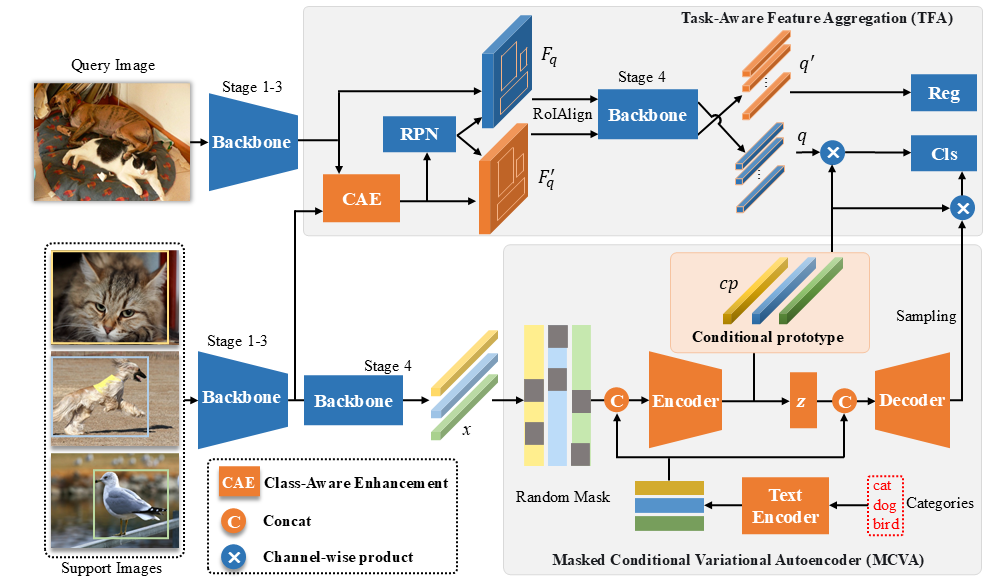 Task-Aware Feature Aggregation (TFA)
Query Image
Stage 1-3
Backbone
RPN
CAE
F_q
F'_q
RoIAlign
Stage 4
Backbone
q′
q
Reg
Cls
Support Images
Stage 1-3
Backbone
Stage 4
Backbone
x
cp
Conditional prototype
Sampling
C
Encoder
z
C
Decoder
Random Mask
Text
Encoder
cat
dog
bird
Categories
Masked Conditional Variational Autoencoder (MCVA)
CAE Class-Aware Enhancement
C Concat
Channel-wise product